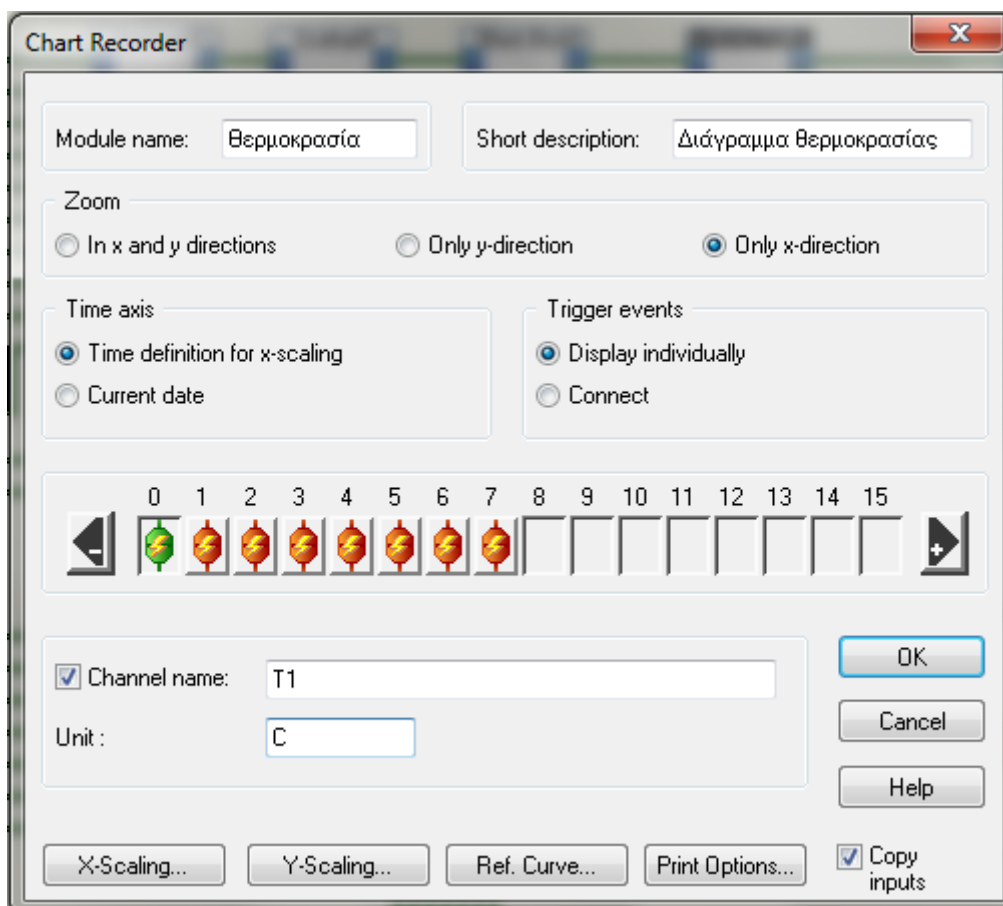 Chart Recorder
Module name: Θερμοκρασία Short description: Διάγραμμα θερμοκρασίας
Zoom
In x and y directions Only y-direction Only x-direction
Time axis Trigger events
Time definition for x-scaling Display individually
Current date Connect
0 1 2 3 4 5 6 7 8 9 10 11 12 13 14 15
- +
Channel name: T1 OK
Unit : C Cancel
Help
X-Scaling... Y-Scaling... Ref. Curve... Print Options... Copy
inputs